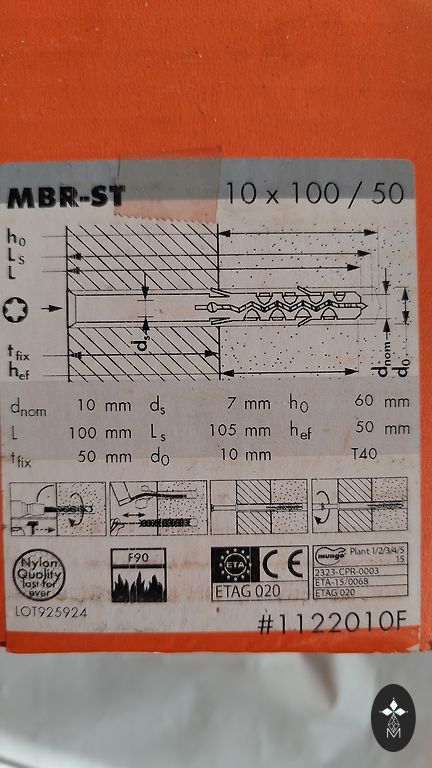 MBR-ST 10 x 100 / 50
h0
Ls
L
ds
tfix
hef
dnom
d0
dnom 10 mm ds 7 mm h0 60 mm
L 100 mm Ls 105 mm hef 50 mm
tfix 50 mm d0 10 mm T40
T
Nylon
Quality
last for
ever
F90
ETA
CE
ETAG 020
mungo Plant 1/2/3/4/5
15
2323-CPR-0003
ETA-15/0068
ETAG 020
LOT925924
#1122010F
M